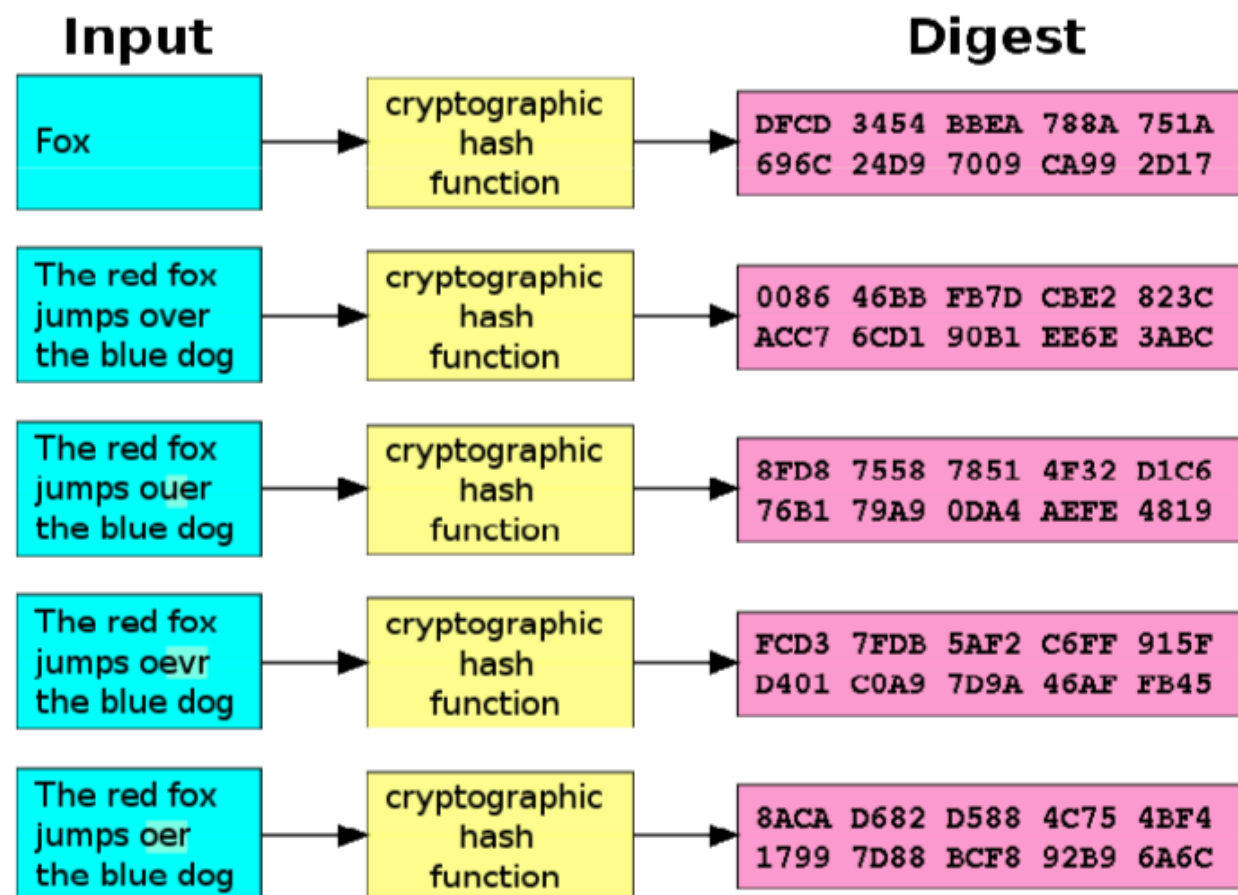 Input
Digest
Fox
cryptographic
hash
function
DFCD 3454 BBEA 788A 751A
696C 24D9 7009 CA99 2D17
The red fox
jumps over
the blue dog
cryptographic
hash
function
0086 46BB FB7D CBE2 823C
ACC7 6CD1 90B1 EE6E 3ABC
The red fox
jumps ouer
the blue dog
cryptographic
hash
function
8FD8 7558 7851 4F32 D1C6
76B1 79A9 0DA4 AEFE 4819
The red fox
jumps oevr
the blue dog
cryptographic
hash
function
FCD3 7FDB 5AF2 C6FF 915F
D401 C0A9 7D9A 46AF FB45
The red fox
jumps oer
the blue dog
cryptographic
hash
function
8ACA D682 D588 4C75 4BF4
1799 7D88 BCF8 92B9 6A6C